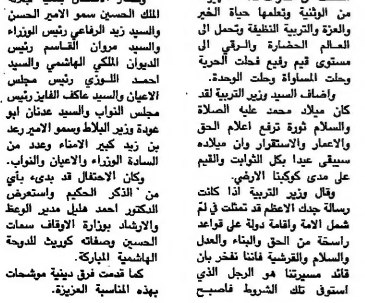 من الوثنية وتعلمها حياة الخير
والعزة والتربية النظيفة وتحمل الى
العالم الحضارة والرقي الى
مستوى قيم رفيع فحلت الحرية
وحلت المساواة وحلت الوحدة.
واضاف السيد وزير التربية لقد
كان ميلاد محمد عليه الصلاة
والسلام ثورة ترفع اعلام الحق
والاعمار والاستقرار وان ميلاده
سيبقى عيدا بكل الثوابت والقيم
على مدى كوكبنا الارضي.
وقال وزير التربية اذا كانت
رسالة جدك الاعظم قد تمثلت في لم
شمل الامة واقامة دولة على قواعد
راسخة من الحق والبناء والعدل
والسلام والقرشية فاننا نفخر بأن
قائد مسيرتنا هو الرجل الذي
استوفى تلك الشروط فاصبح
الملك الحسين سمو الامير الحسن
والسيد زيد الرفاعي رئيس الوزراء
والسيد مروان القاسم رئيس
الديوان الملكي الهاشمي والسيد
احمد اللوزي رئيس مجلس
الاعيان والسيد عاكف الفايز رئيس
مجلس النواب والسيد عدنان ابو
عودة وزير البلاط وسمو الامير رعد
بن زيد كبير الامناء وعدد من
السادة الوزراء والاعيان والنواب.
وكان الاحتفال قد بدىء بآي
من الذكر الحكيم واستعرض
الدكتور احمد هليل مدير الوعظ
والارشاد بوزارة الاوقاف سمات
الحسين وصفاته كوريث للدوحة
الهاشمية المباركة.
كما قدمت فرق دينية موشحات
بهذه المناسبة العزيزة.